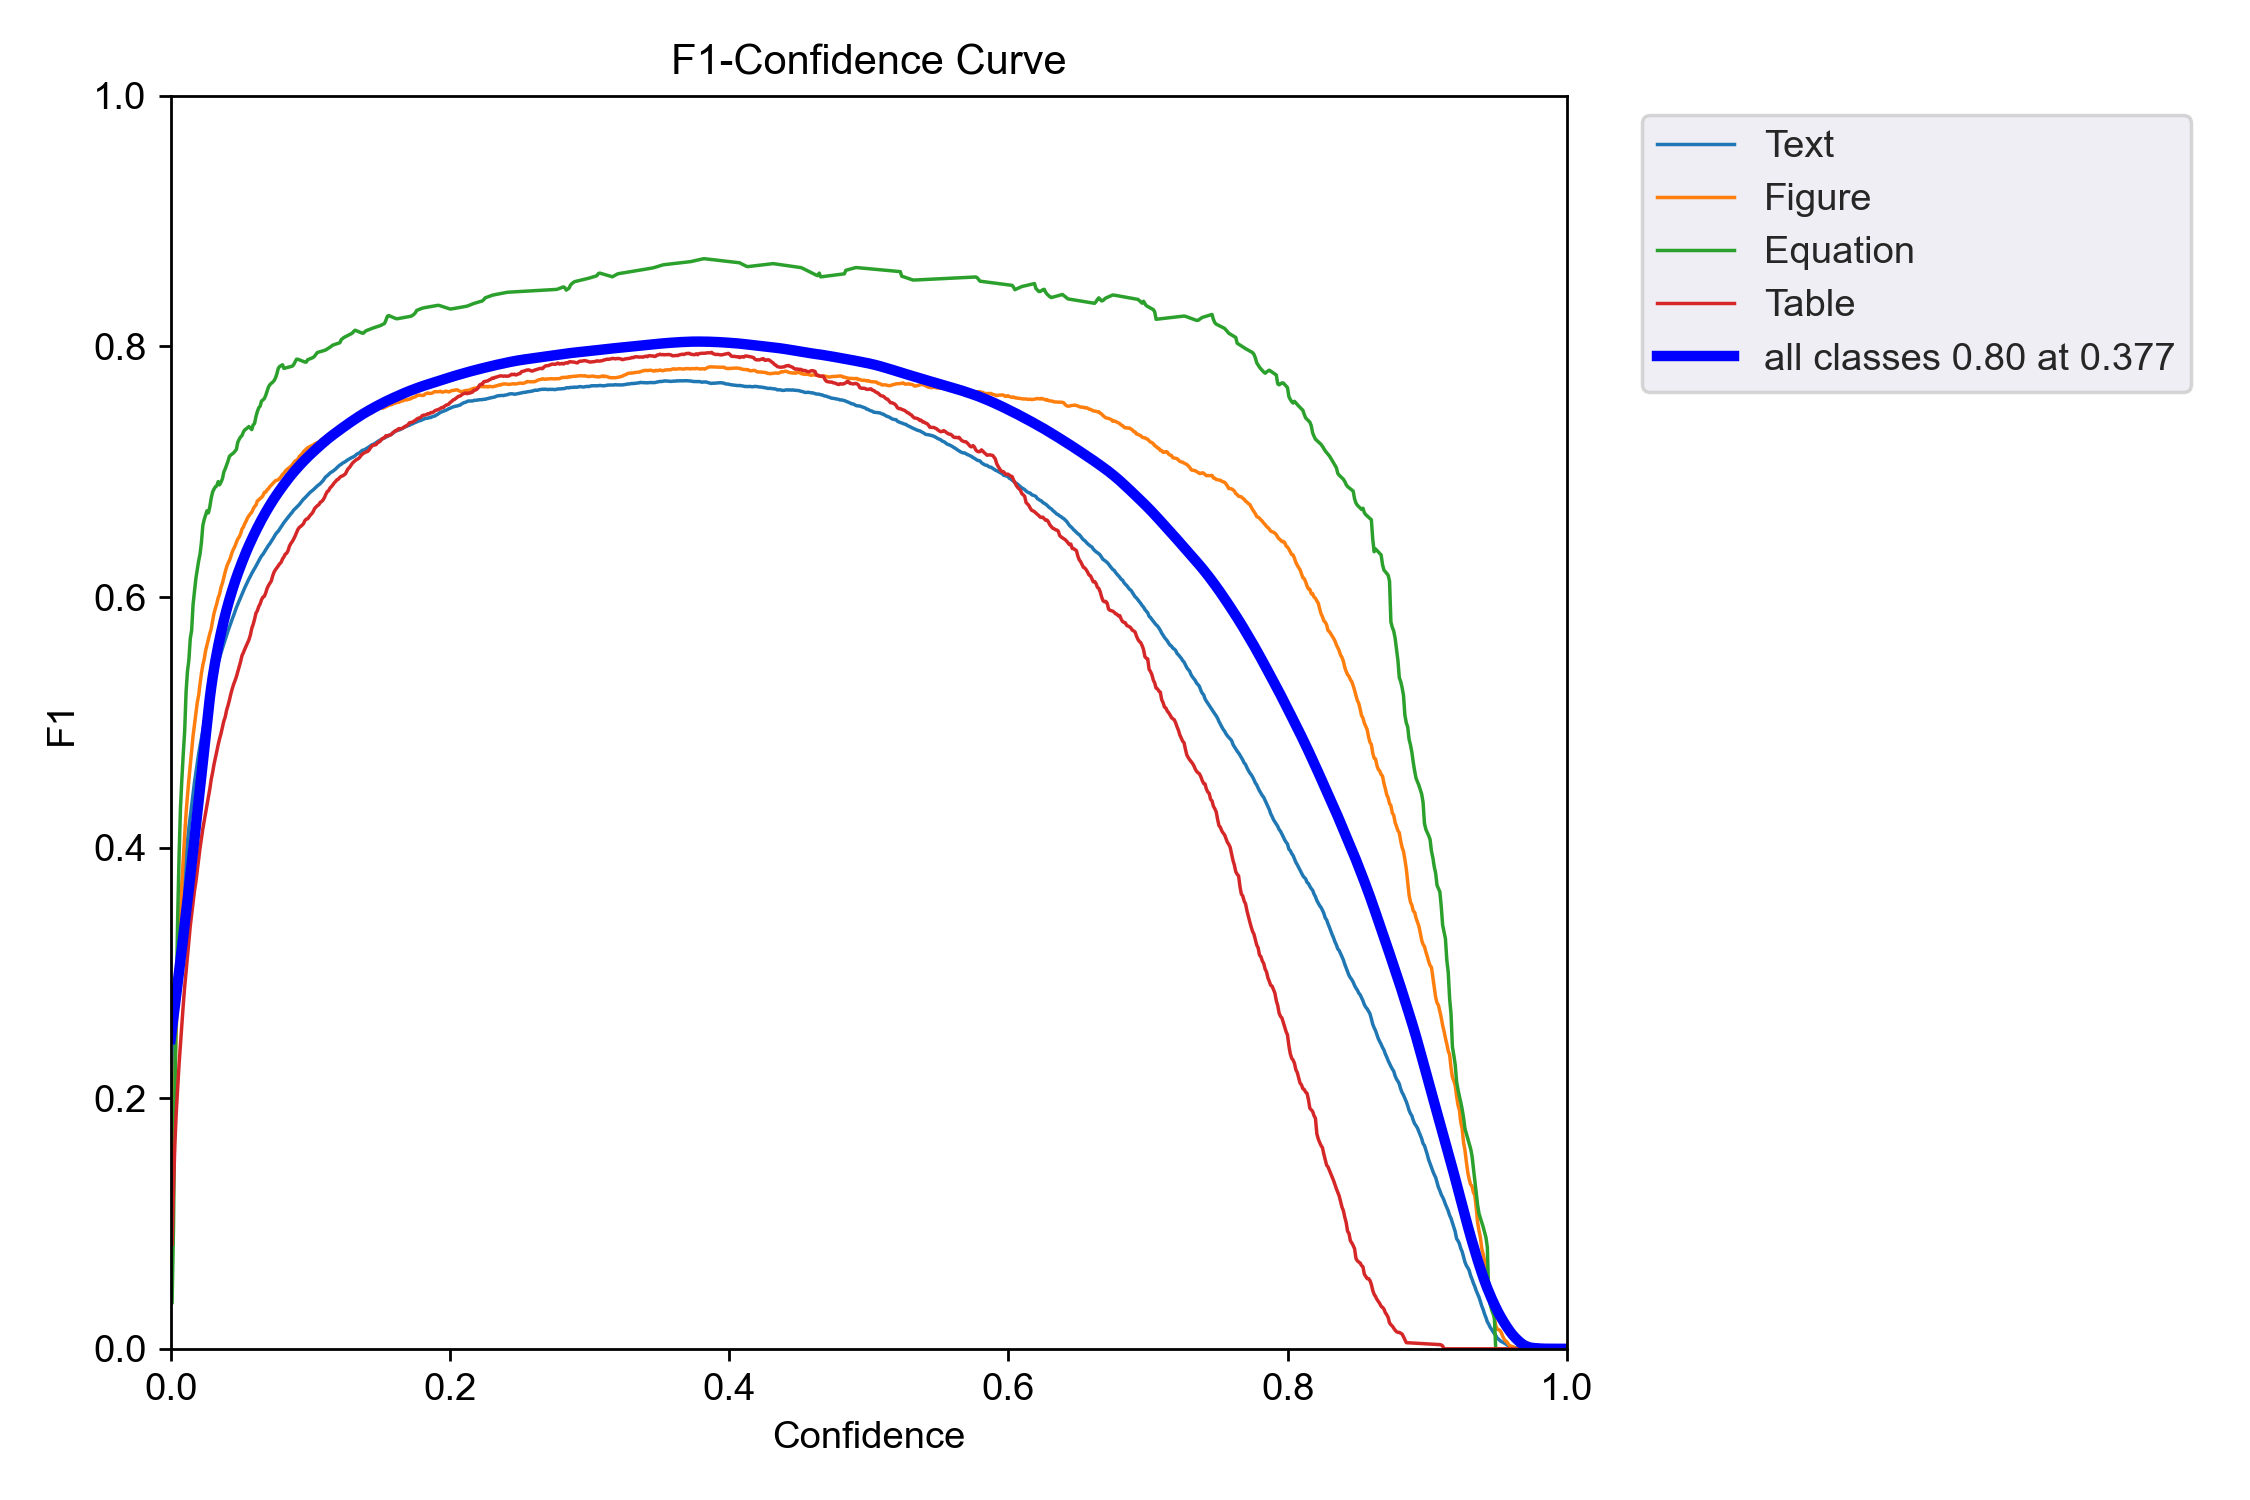 F1-Confidence Curve
1.0
0.8
0.6
0.4
0.2
0.0
F1
0.0 0.2 0.4 0.6 0.8 1.0
Confidence
Text
Figure
Equation
Table
all classes 0.80 at 0.377